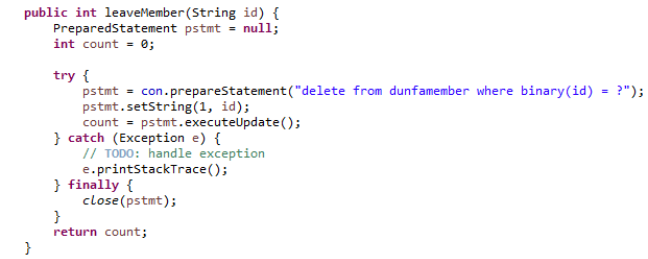 public int leaveMember(String id) {
    PreparedStatement pstmt = null;
    int count = 0;

    try {
        pstmt = con.prepareStatement("delete from dunfamember where binary(id) = ?");
        pstmt.setString(1, id);
        count = pstmt.executeUpdate();
    } catch (Exception e) {
        // TODO: handle exception
        e.printStackTrace();
    } finally {
        close(pstmt);
    }
    return count;
}